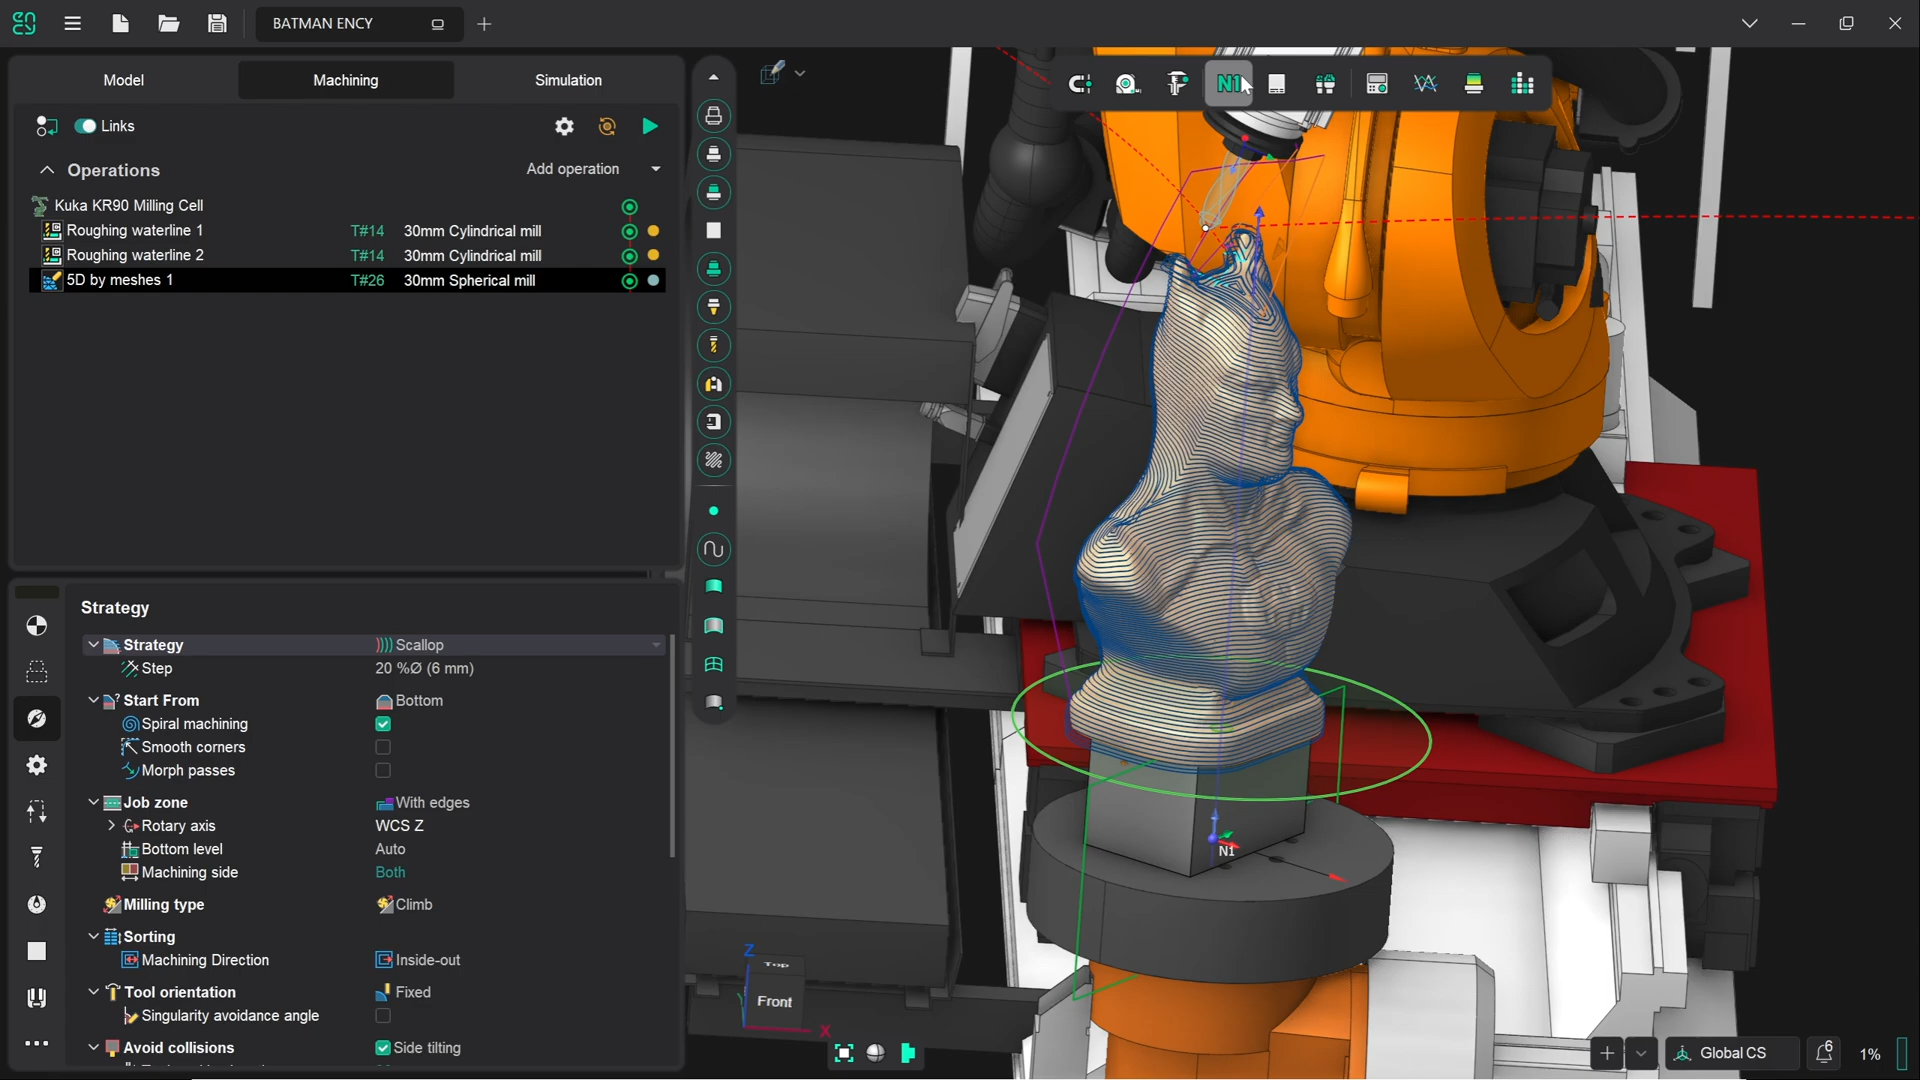 BATMAN ENCY
Model
Machining
Simulation
Links
Operations
Add operation
Kuka KR90 Milling Cell
Roughing waterline 1 T#14 30mm Cylindrical mill
Roughing waterline 2 T#14 30mm Cylindrical mill
5D by meshes 1 T#26 30mm Spherical mill
Strategy
Strategy Scallop
Step 20 %Ø (6 mm)
Start From Bottom
Spiral machining
Smooth corners
Morph passes
Job zone With edges
Rotary axis WCS Z
Bottom level Auto
Machining side Both
Milling type Climb
Sorting
Machining Direction Inside-out
Tool orientation Fixed
Singularity avoidance angle
Avoid collisions Side tilting
N1
N1
Z
Top
Front
Y
X
Global CS
6
1%